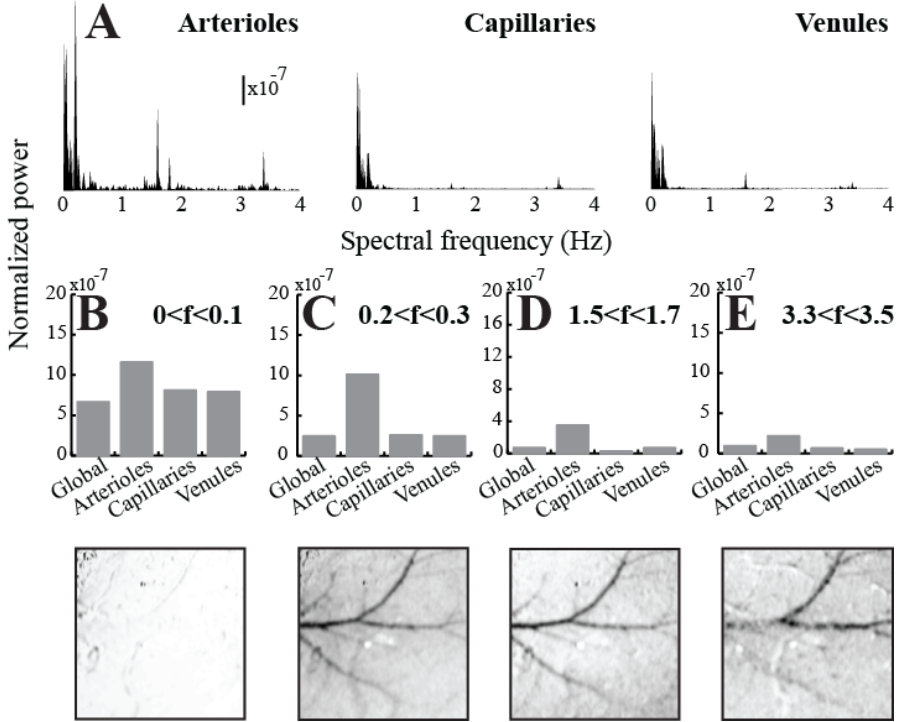 A Arterioles Capillaries Venules
x10-7
Normalized power
0 1 2 3 4 0 1 2 3 4 0 1 2 3 4
Spectral frequency (Hz)
x10-7 x10-7 x10-7 x10-7
20 B 0<f<0.1 20 C 0.2<f<0.3 20 D 1.5<f<1.7 20 E 3.3<f<3.5
15 15 16 15
10 10 12 10
5 5 8 5
0 0 4 0
0
Global Arterioles Capillaries Venules Global Arterioles Capillaries Venules Global Arterioles Capillaries Venules Global Arterioles Capillaries Venules